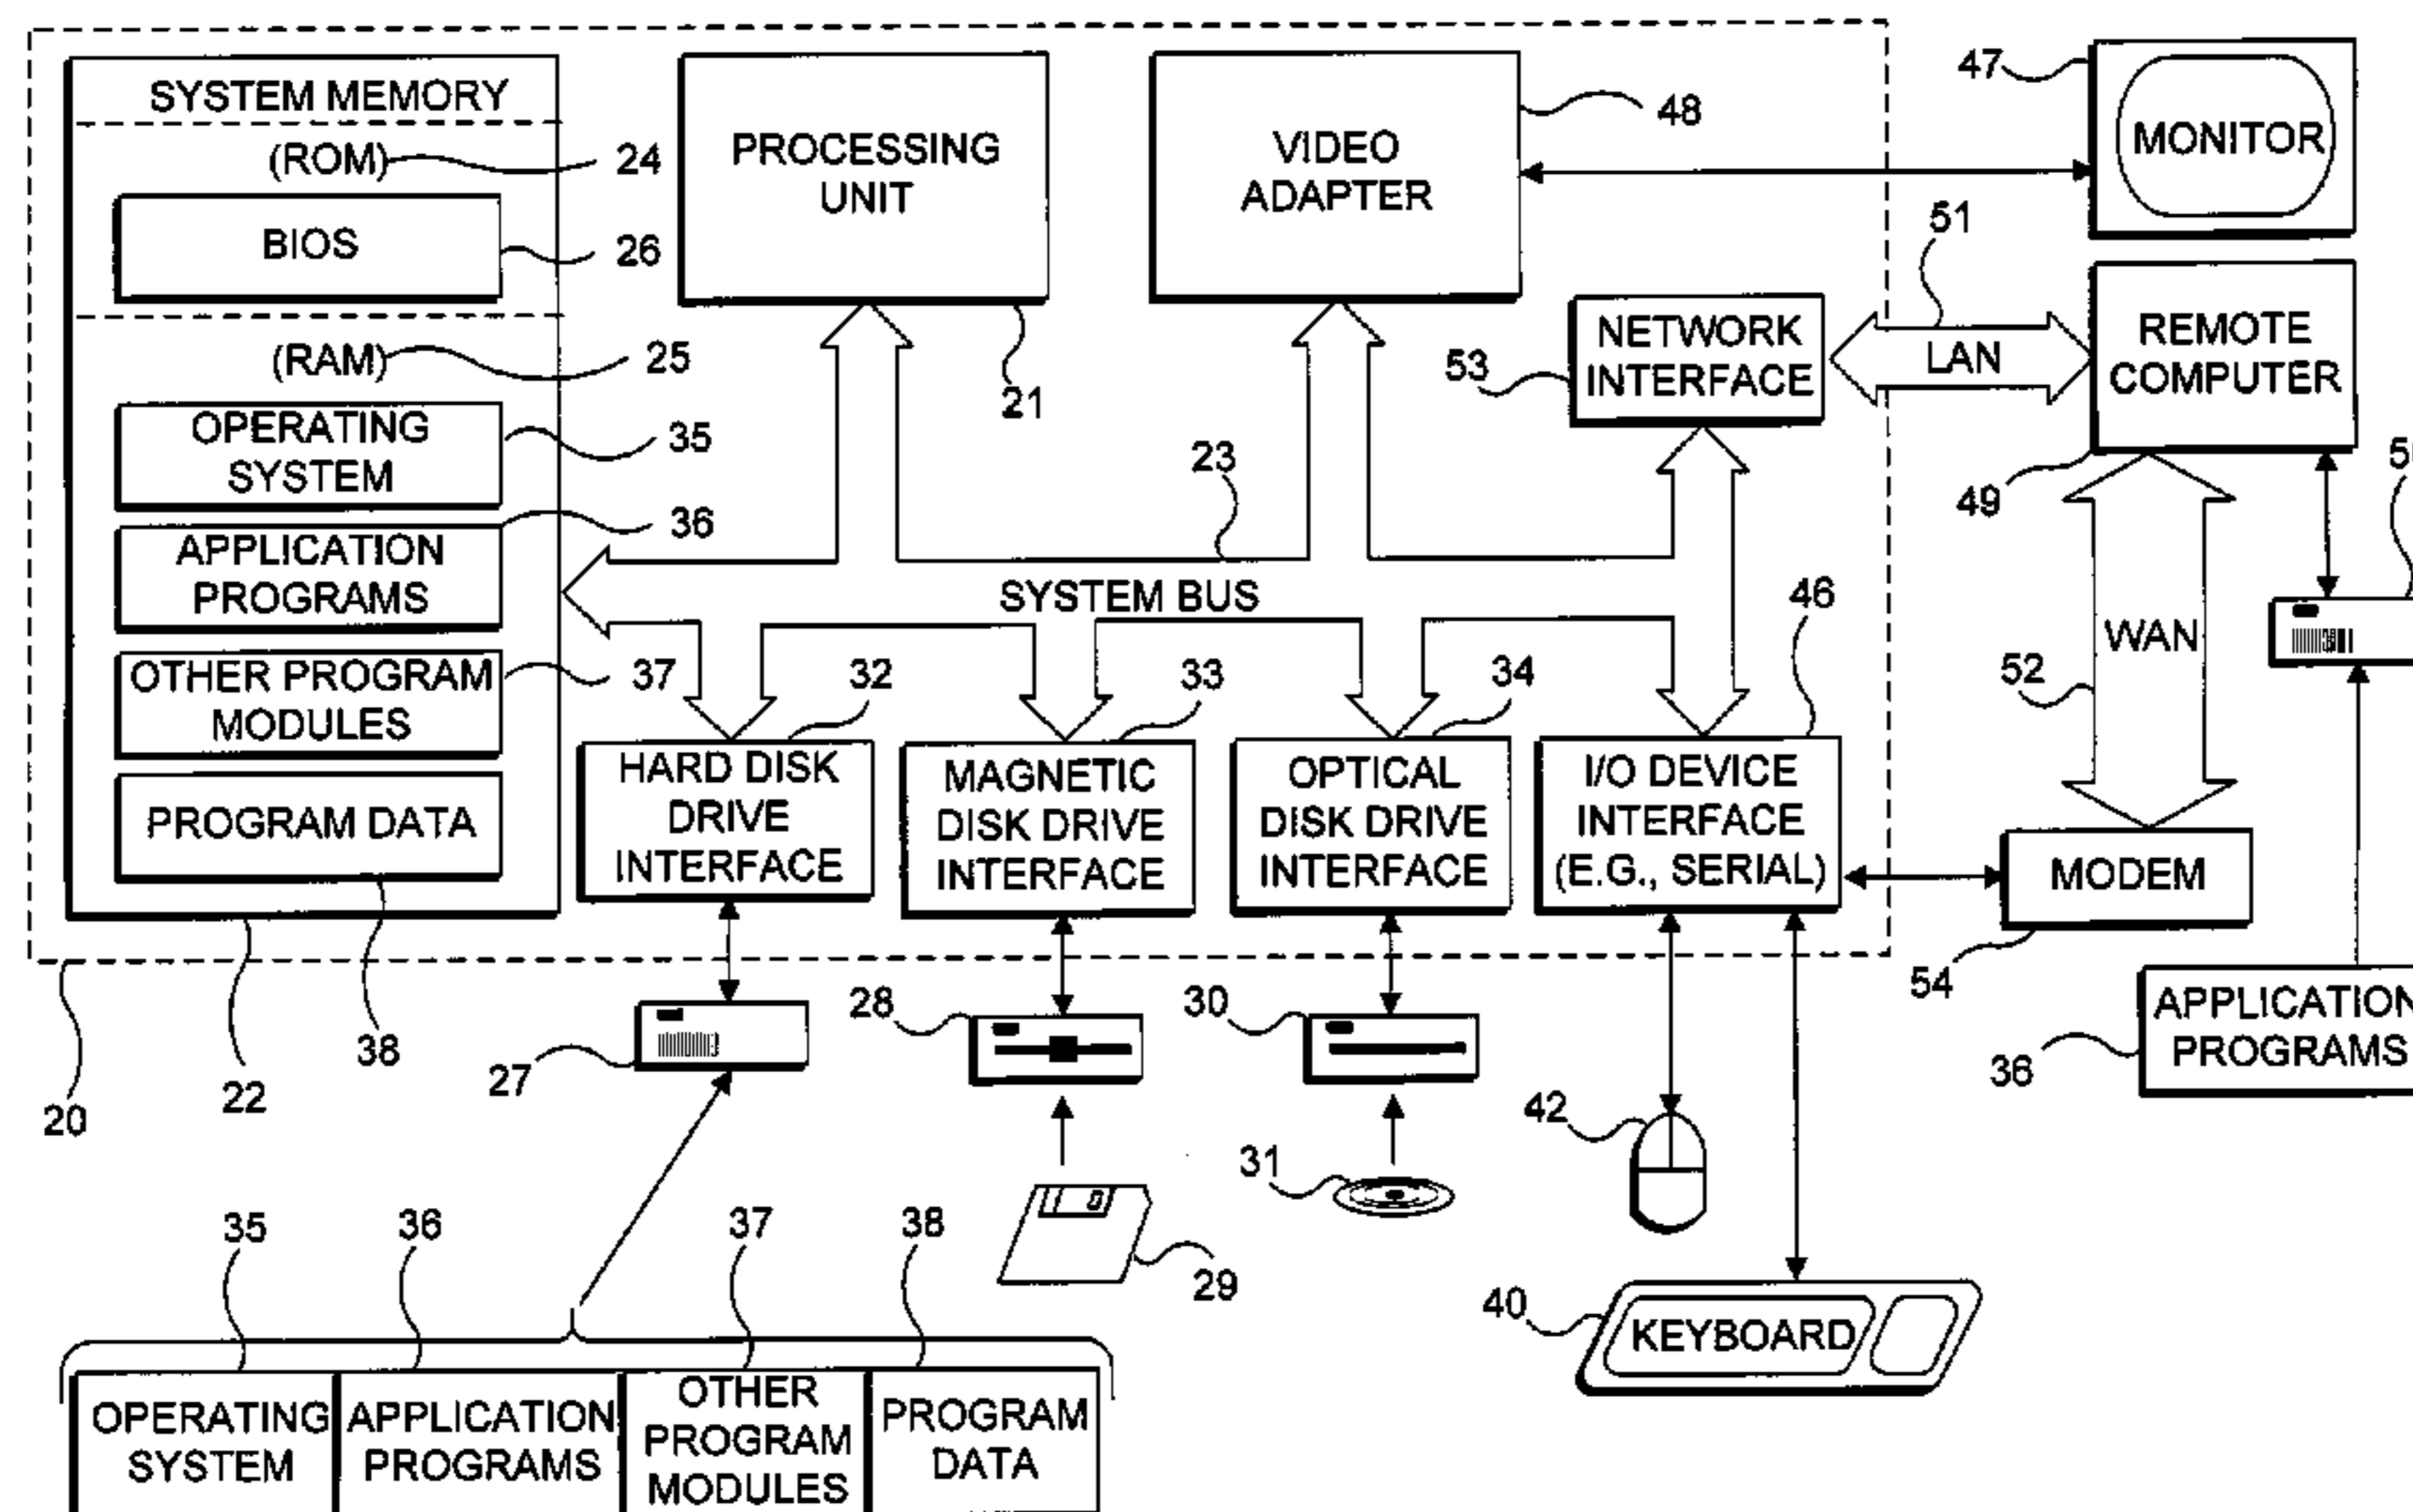 SYSTEM MEMORY
(ROM)
24
BIOS
26
(RAM)
25
OPERATING
SYSTEM
35
APPLICATION
PROGRAMS
36
OTHER PROGRAM
MODULES
37
PROGRAM DATA
38
22
20
PROCESSING
UNIT
21
VIDEO
ADAPTER
48
47
MONITOR
51
NETWORK
INTERFACE
53
LAN
REMOTE
COMPUTER
49
23
SYSTEM BUS
46
WAN
52
32
HARD DISK
DRIVE
INTERFACE
33
MAGNETIC
DISK DRIVE
INTERFACE
34
OPTICAL
DISK DRIVE
INTERFACE
I/O DEVICE
INTERFACE
(E.G., SERIAL)
MODEM
54
APPLICATION
PROGRAMS
36
27
28
30
42
31
29
40
KEYBOARD
35
36
37
38
OPERATING
SYSTEM
APPLICATION
PROGRAMS
OTHER
PROGRAM
MODULES
PROGRAM
DATA